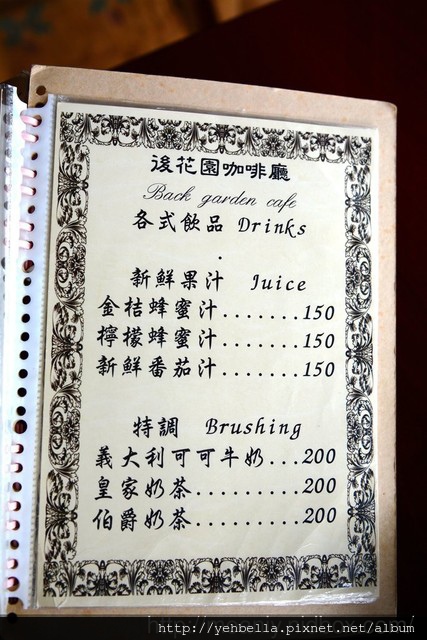 後花園咖啡廳
Back garden cafe
各式飲品 Drinks
新鮮果汁 Juice
金桔蜂蜜汁.......150
檸檬蜂蜜汁.......150
新鮮番茄汁.......150
特調 Brushing
義大利可可牛奶...200
皇家奶茶.........200
伯爵奶茶.........200
http://yehbella.pixnet.net/album